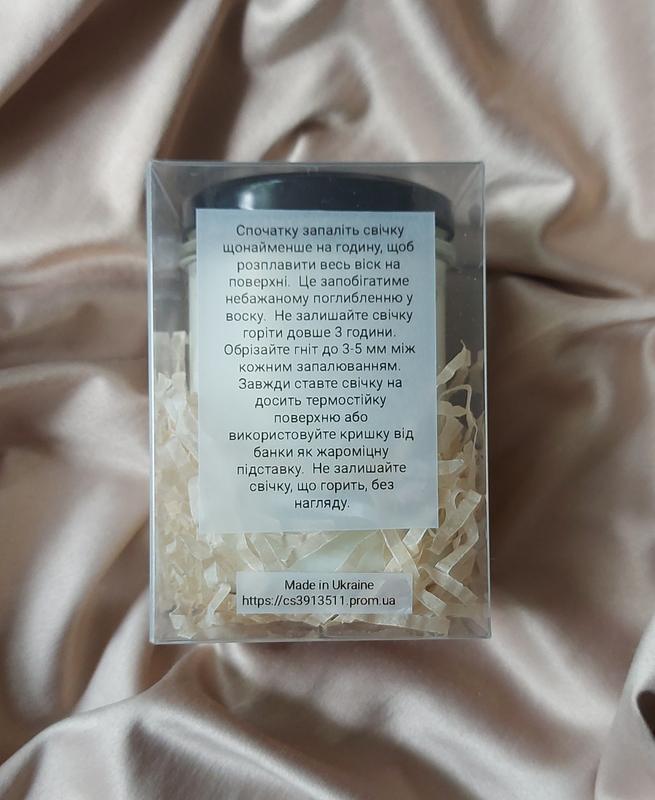 Спочатку запаліть свічку
щонайменше на годину, щоб
розплавити весь віск на
поверхні. Це запобігатиме
небажаному поглибленню у
воску. Не залишайте свічку
горіти довше 3 години.
Обрізайте гніт до 3-5 мм між
кожним запалюванням.
Завжди ставте свічку на
досить термостійку
поверхню або
використовуйте кришку від
банки як жароміцну
підставку. Не залишайте
свічку, що горить, без
нагляду.
Made in Ukraine
https://cs3913511.prom.ua